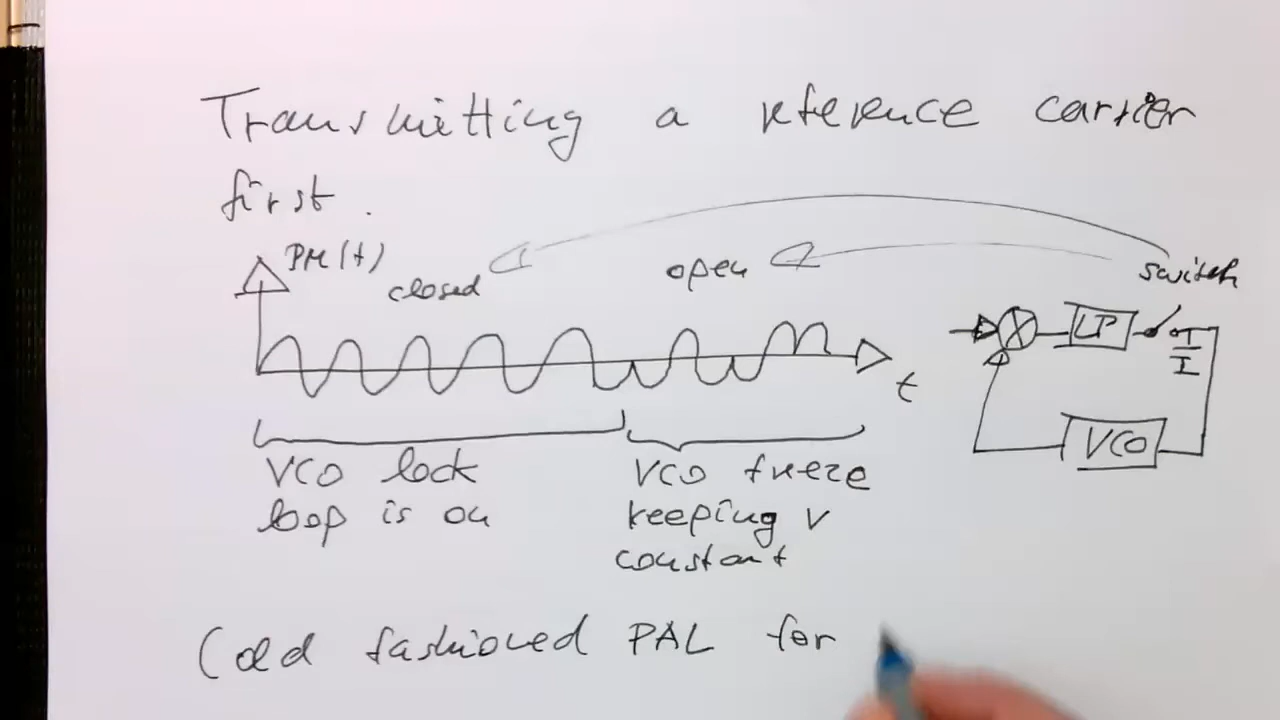 Transmitting a reference carrier
first.
PM(t)
closed
open
switch
LP
t
VCO
VCO lock
loop is on
VCO freeze
keeping V
constant
(old fashioned PAL for